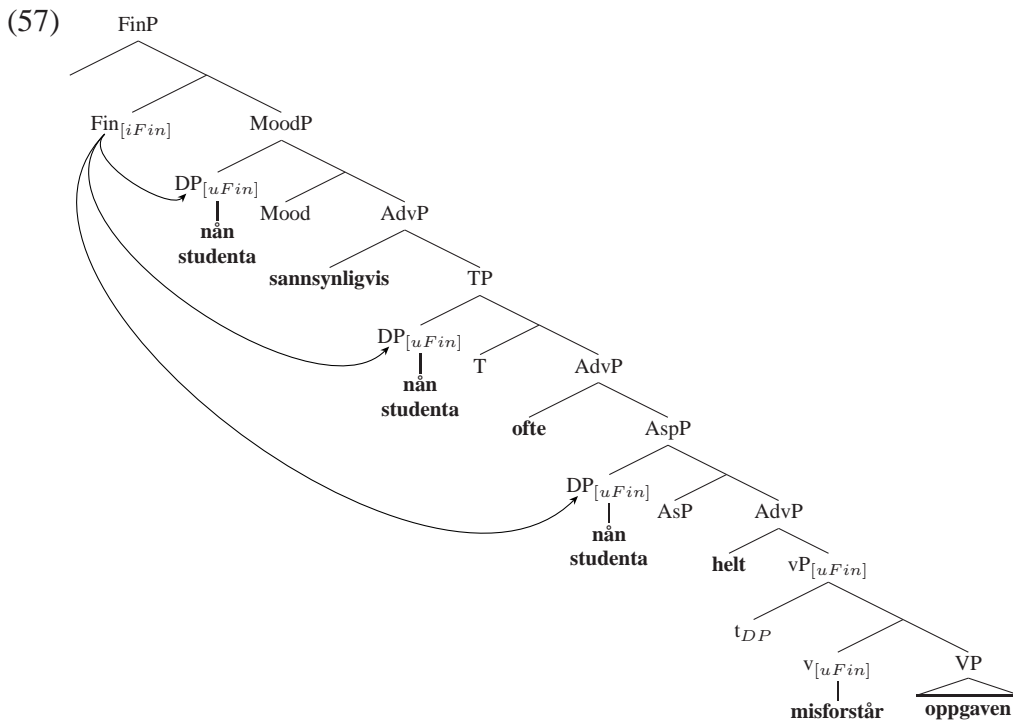 (57)
FinP
Fin[iFin]
MoodP
DP[uFin]
Mood
AdvP
nån
studenta
sannsynligvis
TP
DP[uFin]
T
AdvP
nån
studenta
ofte
AspP
DP[uFin]
AsP
AdvP
nån
studenta
helt
vP[uFin]
tDP
v[uFin]
VP
misforstår
oppgaven